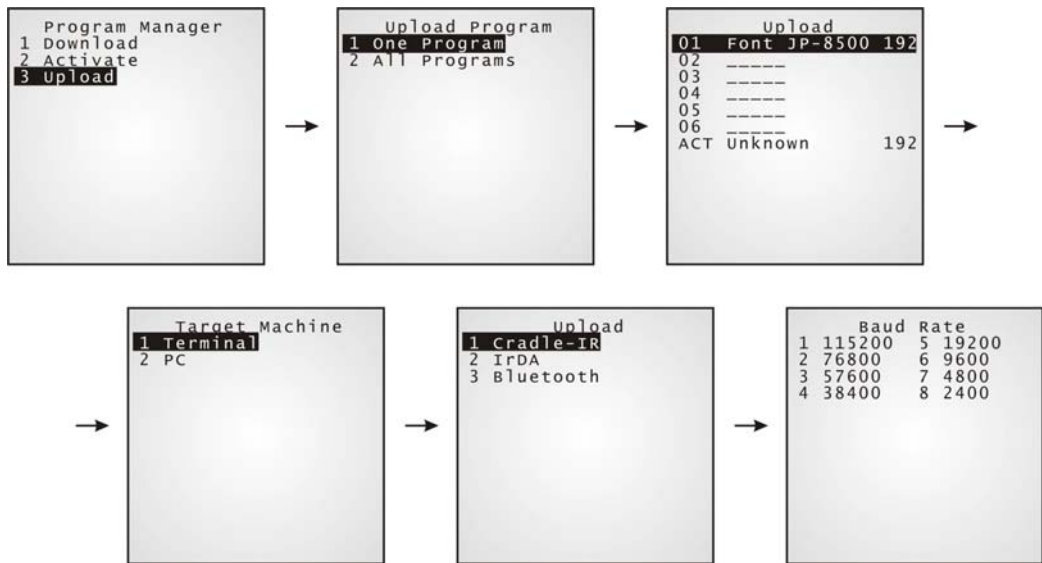 Program Manager
1 Download
2 Activate
3 Upload
Upload Program
1 One Program
2 All Programs
Upload
01 Font JP-8500 192
02 _____
03 _____
04 _____
05 _____
06 _____
ACT Unknown 192
Target Machine
1 Terminal
2 PC
Upload
1 Cradle-IR
2 IrDA
3 Bluetooth
Baud Rate
1 115200 5 19200
2 76800 6 9600
3 57600 7 4800
4 38400 8 2400